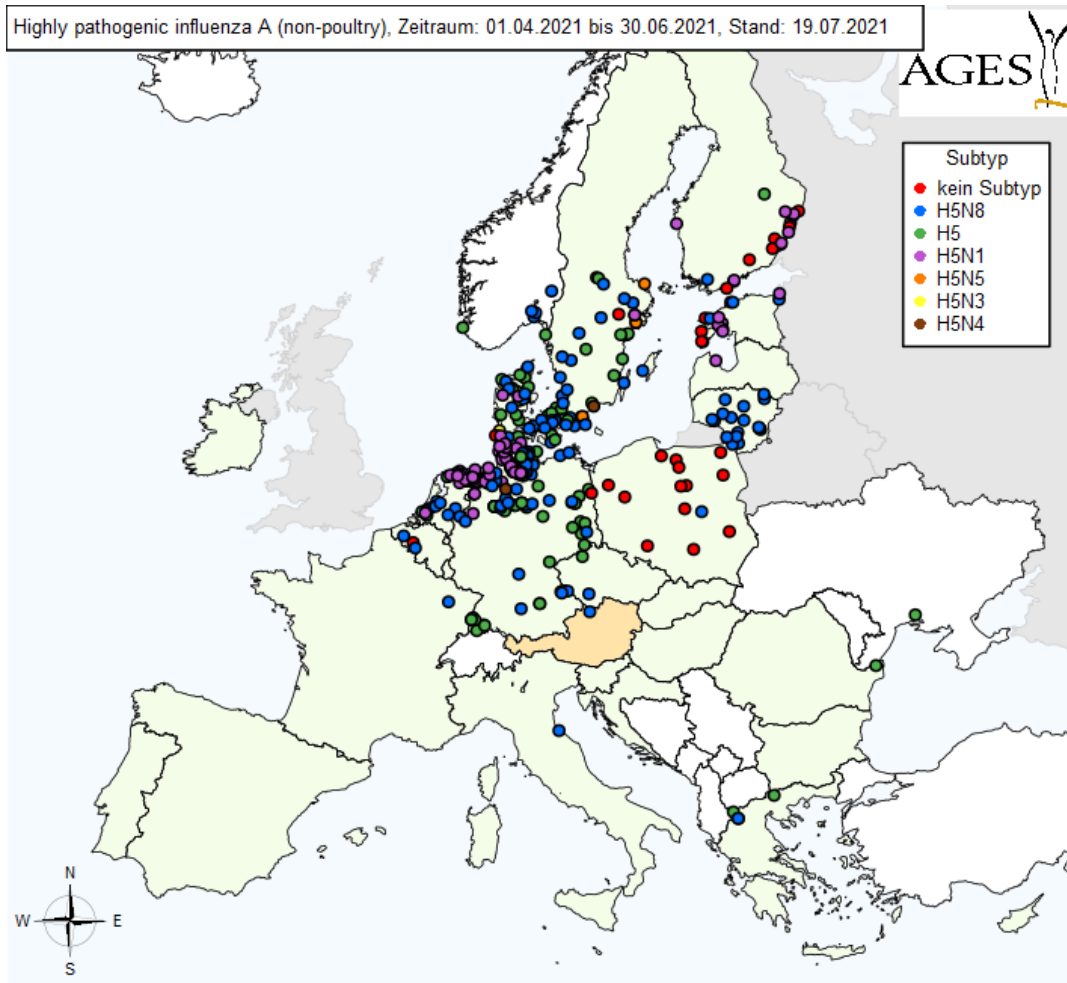 Highly pathogenic influenza A (non-poultry), Zeitraum: 01.04.2021 bis 30.06.2021, Stand: 19.07.2021
AGES
Subtyp
kein Subtyp
H5N8
H5
H5N1
H5N5
H5N3
H5N4
N
W E
S